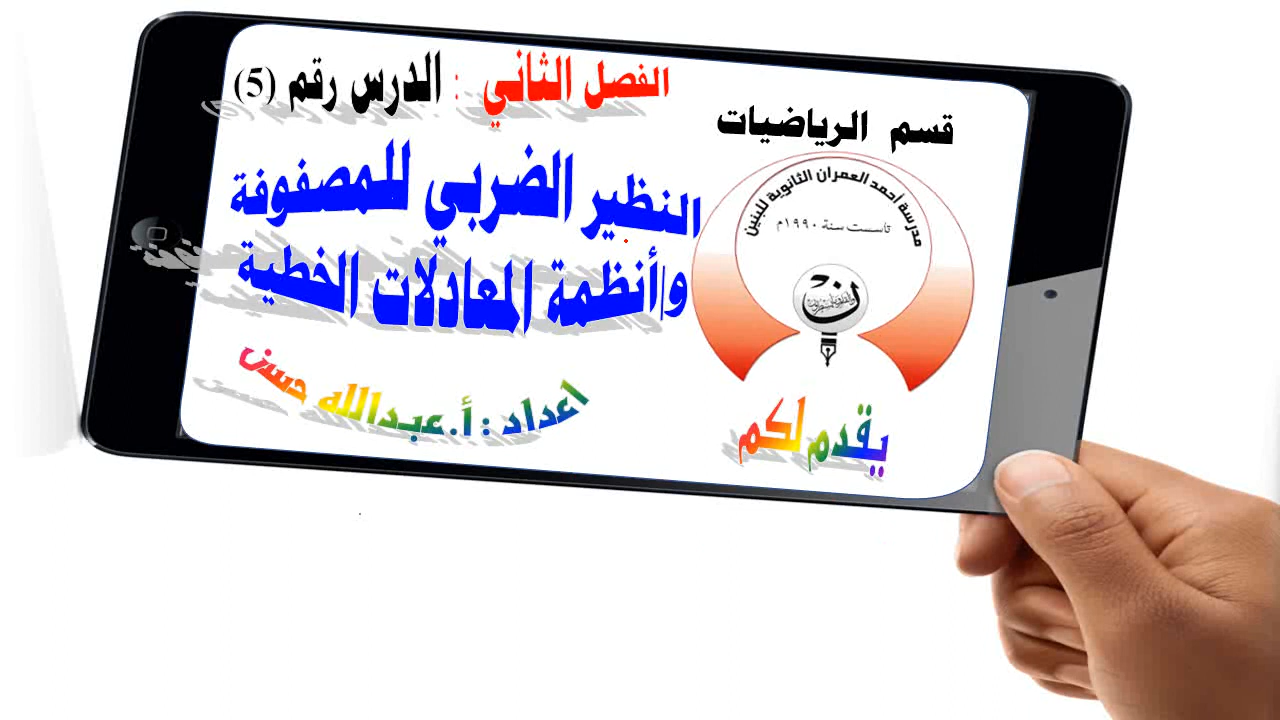 الفصل الثاني : الدرس رقم (5)
قسم الرياضيات
النظير الضربي للمصفوفة
وأنظمة المعادلات الخطية
مدرسة أحمد العمران الثانوية للبنين
تأسست سنة ١٩٩٠م
يقدم لكم
اعداد : أ.عبدالله حسن